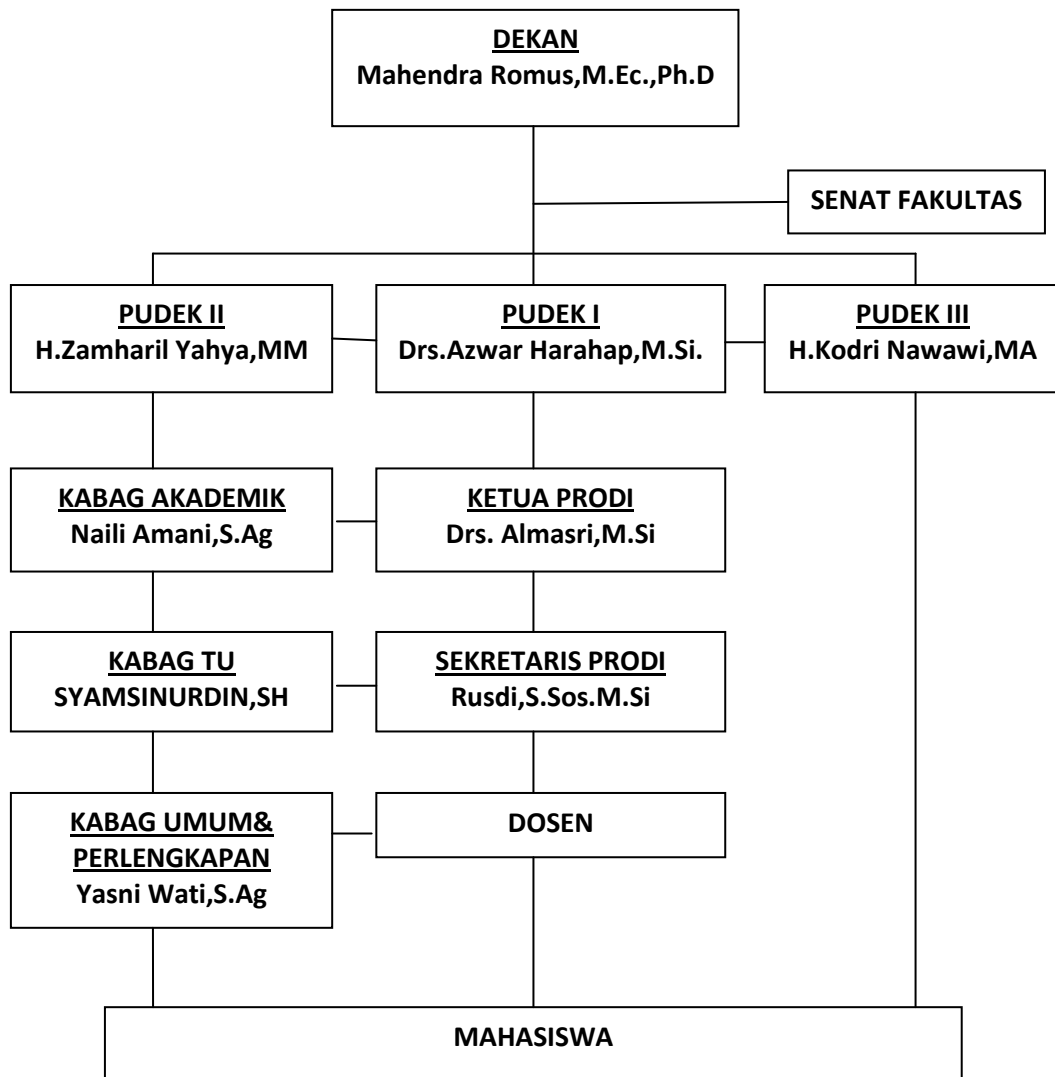 DEKAN
Mahendra Romus,M.Ec.,Ph.D
SENAT FAKULTAS
PUDEK II
H.Zamharil Yahya,MM
PUDEK I
Drs.Azwar Harahap,M.Si.
PUDEK III
H.Kodri Nawawi,MA
KABAG AKADEMIK
Naili Amani,S.Ag
KETUA PRODI
Drs. Almasri,M.Si
KABAG TU
SYAMSINURDIN,SH
SEKRETARIS PRODI
Rusdi,S.Sos.M.Si
KABAG UMUM&
PERLENGKAPAN
Yasni Wati,S.Ag
DOSEN
MAHASISWA